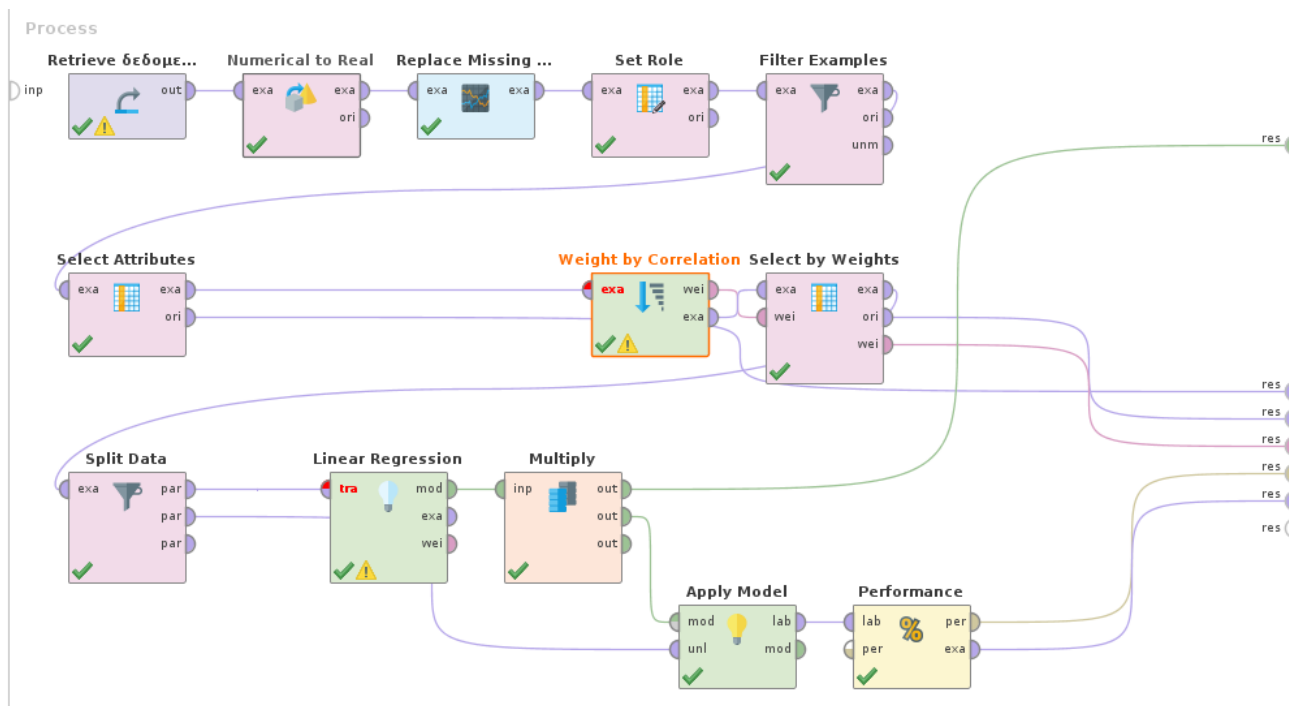 Process
Retrieve δεδομε... Numerical to Real Replace Missing ... Set Role Filter Examples
inp out exa exa exa exa exa exa exa exa
ori ori ori
unm
res
Select Attributes Weight by Correlation Select by Weights
exa exa exa wei exa exa
ori exa wei ori
wei
res
res
res
Split Data Linear Regression Multiply
res
exa par tra mod inp out
res
par exa out
res
par wei out
Apply Model Performance
mod lab lab per
unl mod per exa